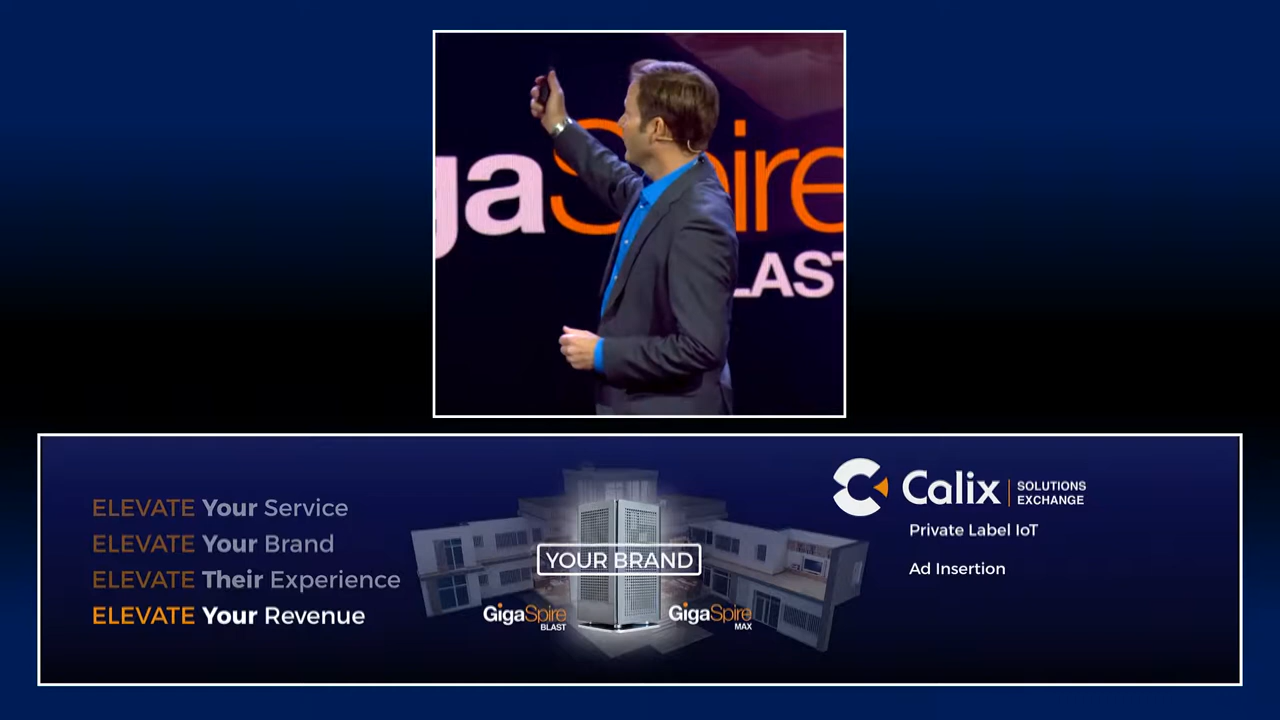 gaSpire
LAST
ELEVATE Your Service
ELEVATE Your Brand
ELEVATE Their Experience
ELEVATE Your Revenue
YOUR BRAND
GigaSpire
BLAST
GigaSpire
MAX
Calix
SOLUTIONS
EXCHANGE
Private Label IoT
Ad Insertion